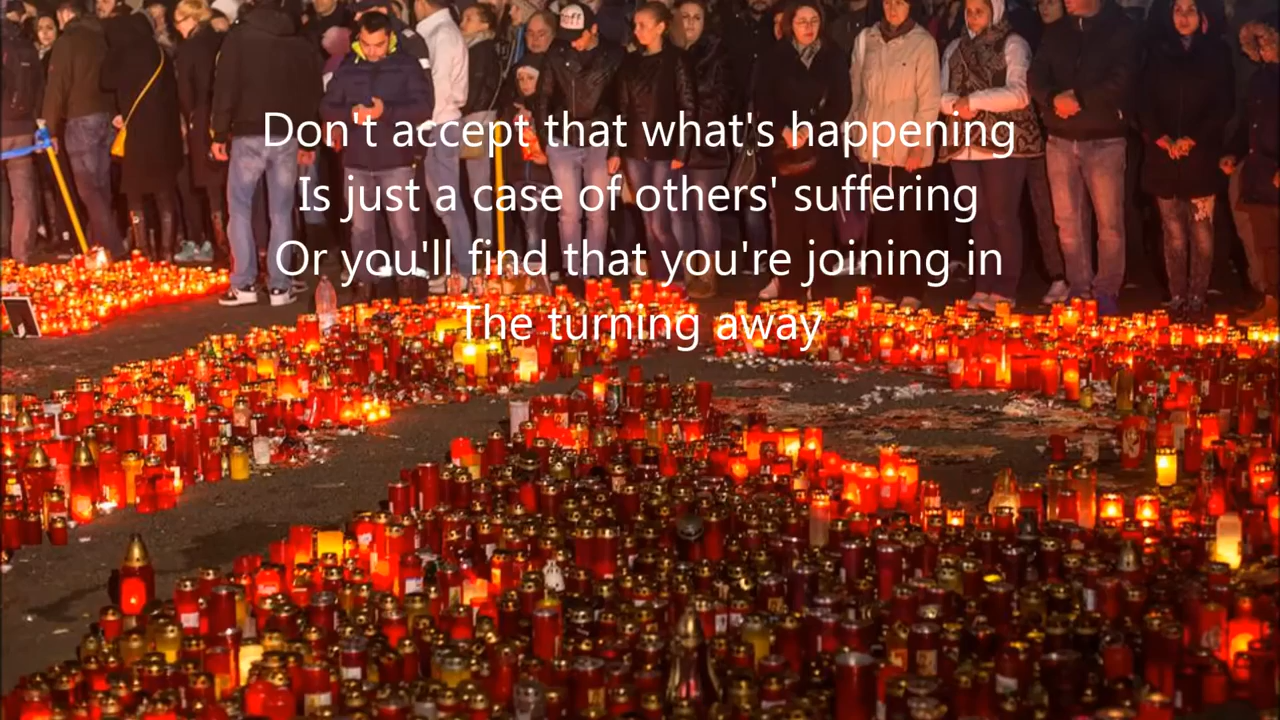 Don't accept that what's happening
Is just a case of others' suffering
Or you'll find that you're joining in
The turning away